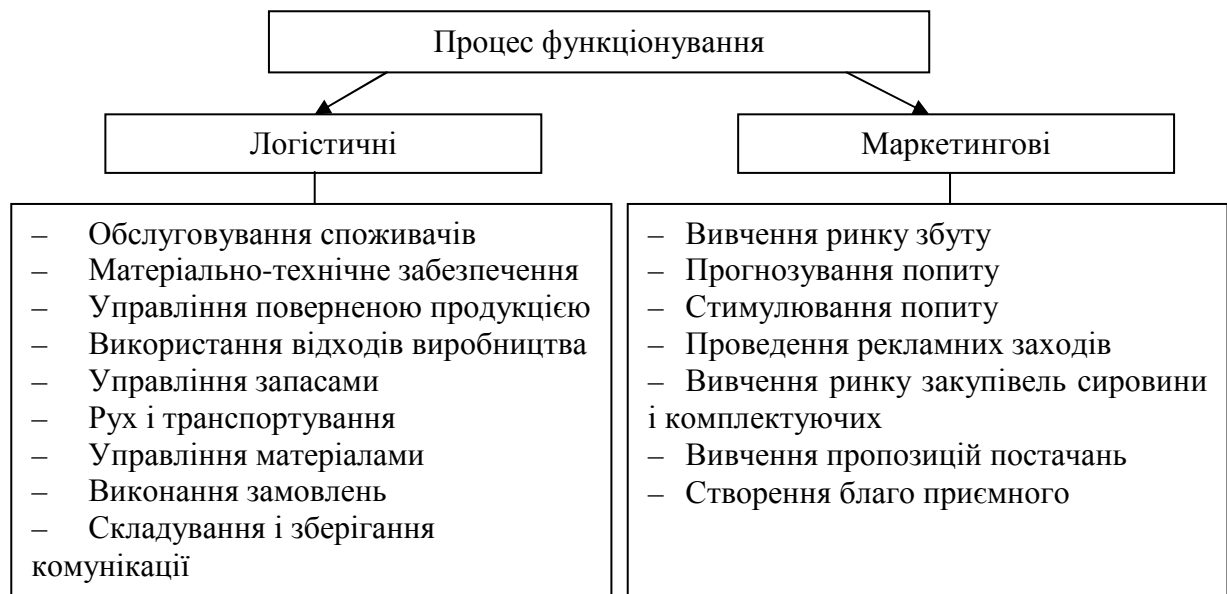 Процес функціонування
Логістичні
Маркетингові
– Обслуговування споживачів
– Матеріально-технічне забезпечення
– Управління поверненою продукцією
– Використання відходів виробництва
– Управління запасами
– Рух і транспортування
– Управління матеріалами
– Виконання замовлень
– Складування і зберігання
комунікації
– Вивчення ринку збуту
– Прогнозування попиту
– Стимулювання попиту
– Проведення рекламних заходів
– Вивчення ринку закупівель сировини
і комплектуючих
– Вивчення пропозицій постачань
– Створення благо приємного